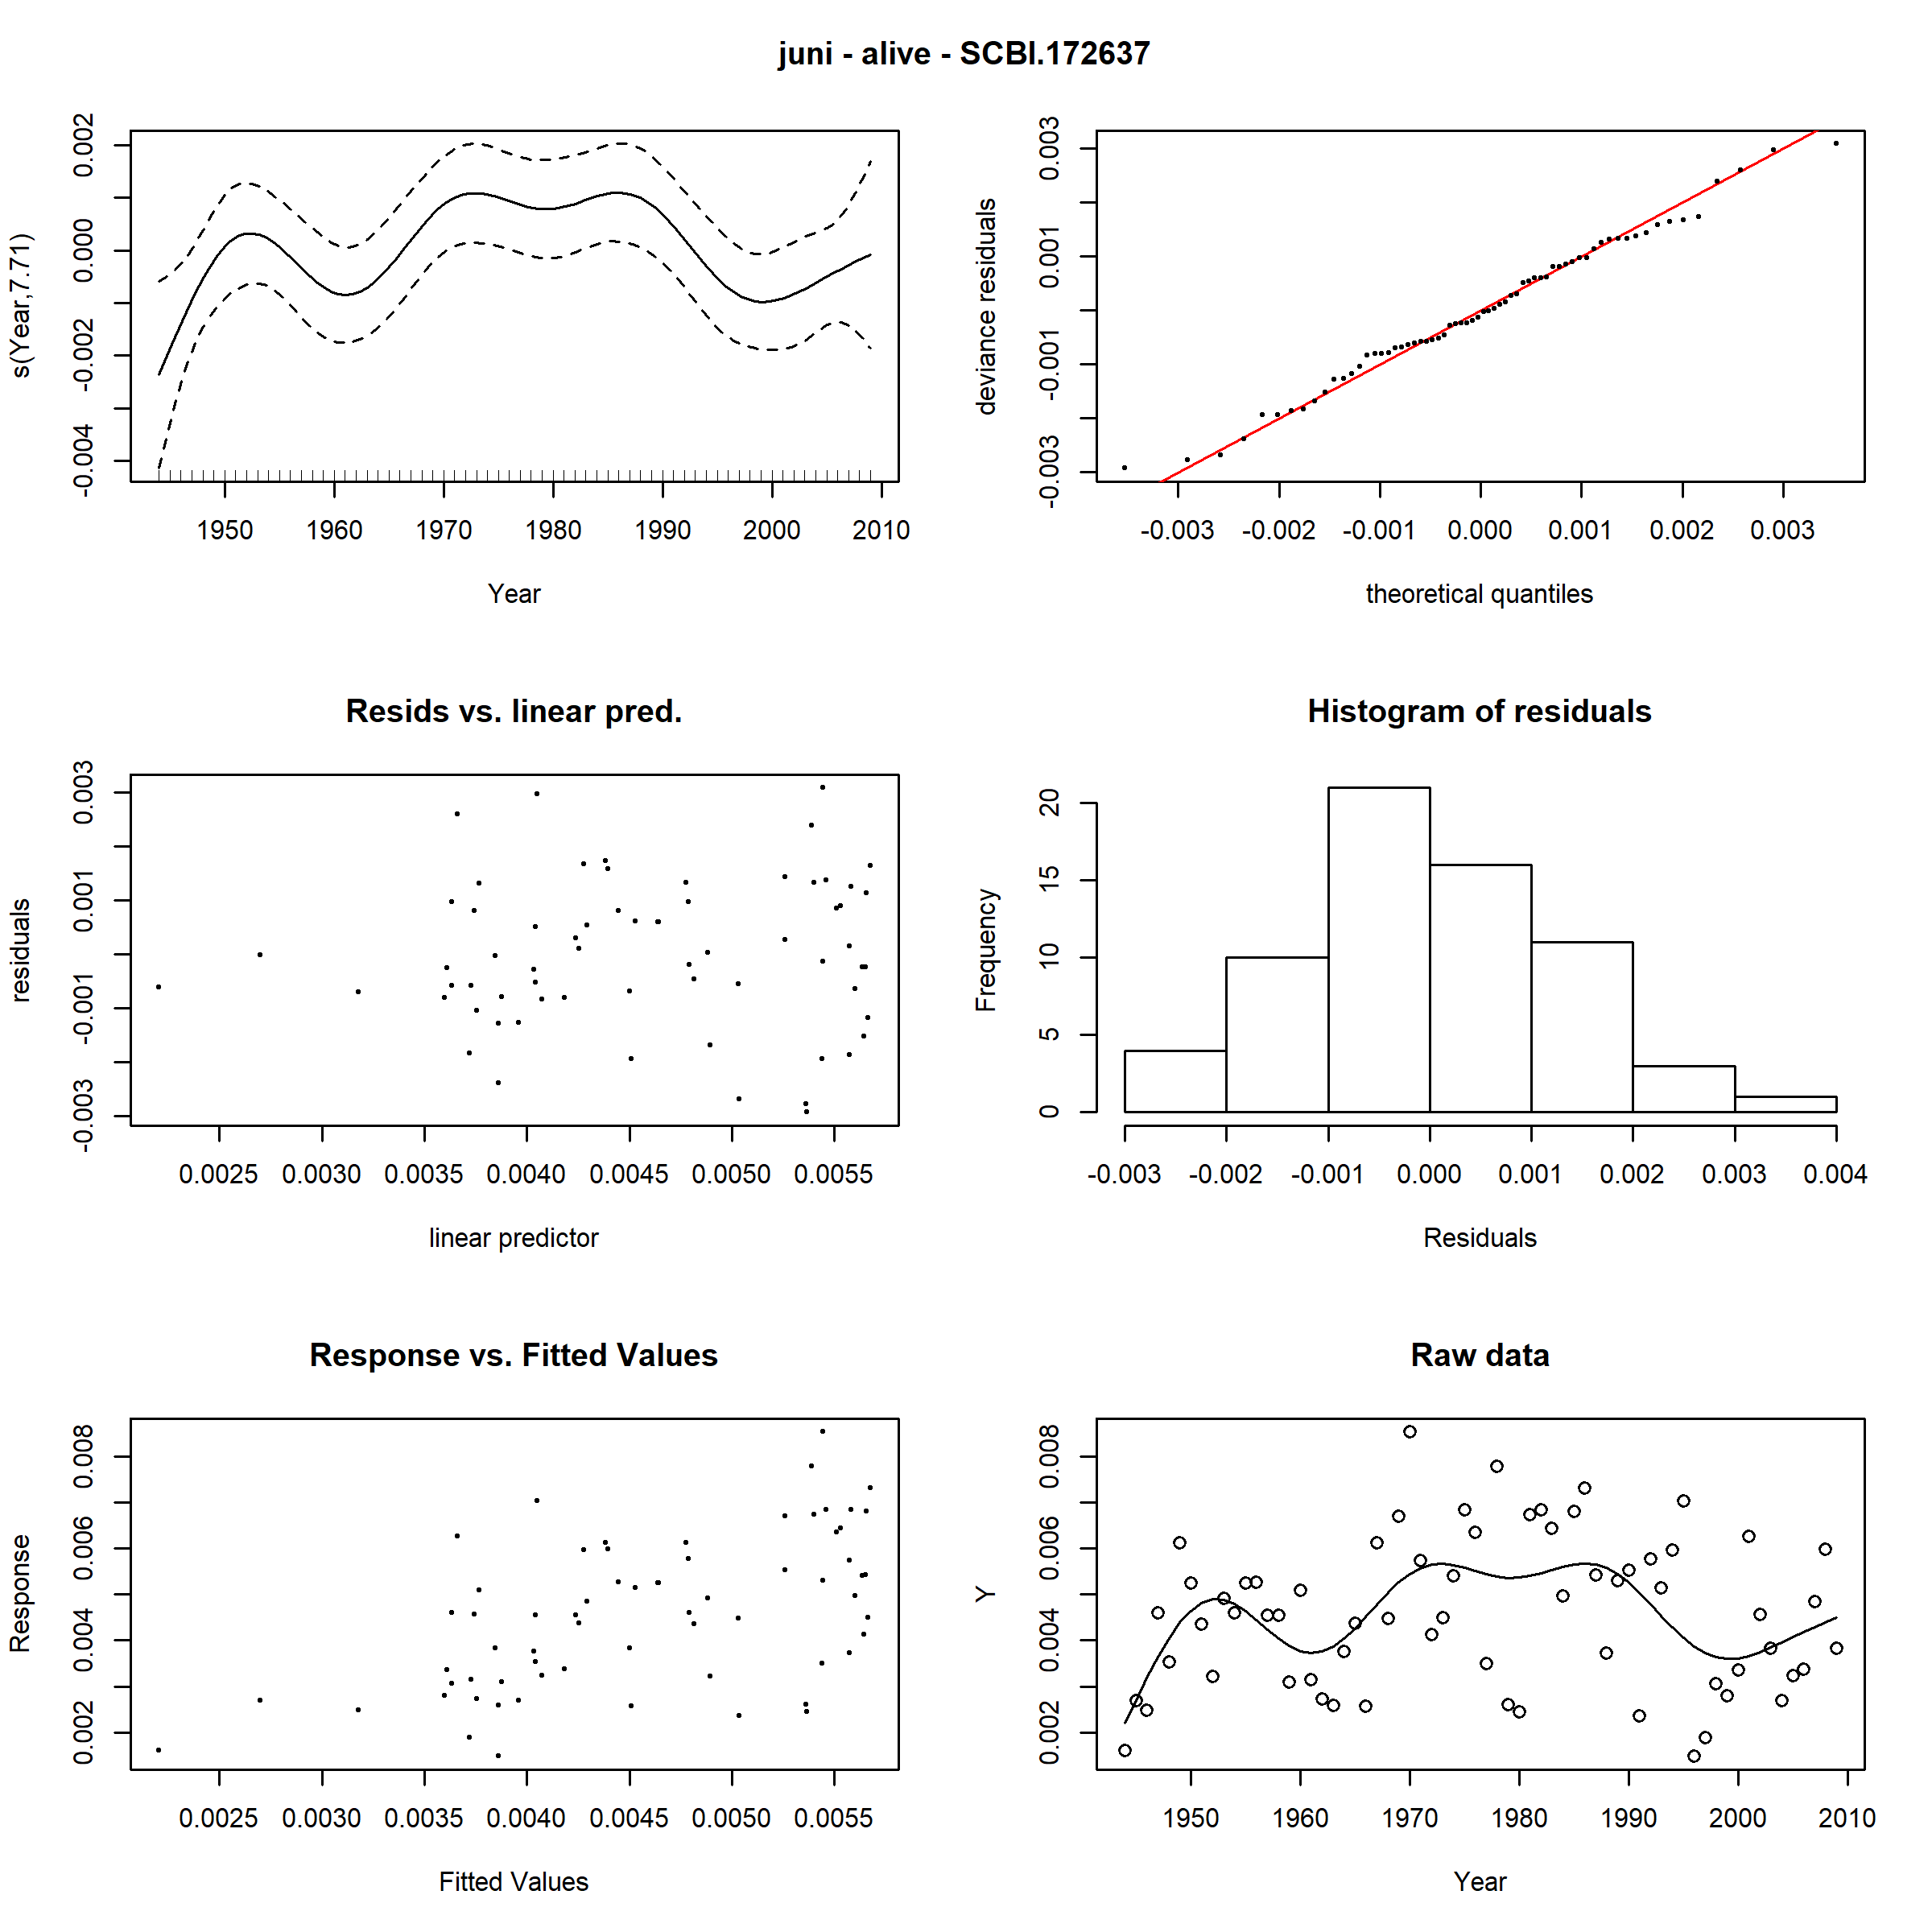 juni - alive - SCBI.172637
s(Year,7.71)
-0.004 -0.002 0.000 0.002
1950 1960 1970 1980 1990 2000 2010
Year
deviance residuals
-0.003 -0.001 0.001 0.003
-0.003 -0.002 -0.001 0.000 0.001 0.002 0.003
theoretical quantiles
Resids vs. linear pred.
residuals
-0.003 -0.001 0.001 0.003
0.0025 0.0030 0.0035 0.0040 0.0045 0.0050 0.0055
linear predictor
Histogram of residuals
Frequency
0 5 10 15 20
-0.003 -0.002 -0.001 0.000 0.001 0.002 0.003 0.004
Residuals
Response vs. Fitted Values
Response
0.002 0.004 0.006 0.008
0.0025 0.0030 0.0035 0.0040 0.0045 0.0050 0.0055
Fitted Values
Raw data
Y
0.002 0.004 0.006 0.008
1950 1960 1970 1980 1990 2000 2010
Year